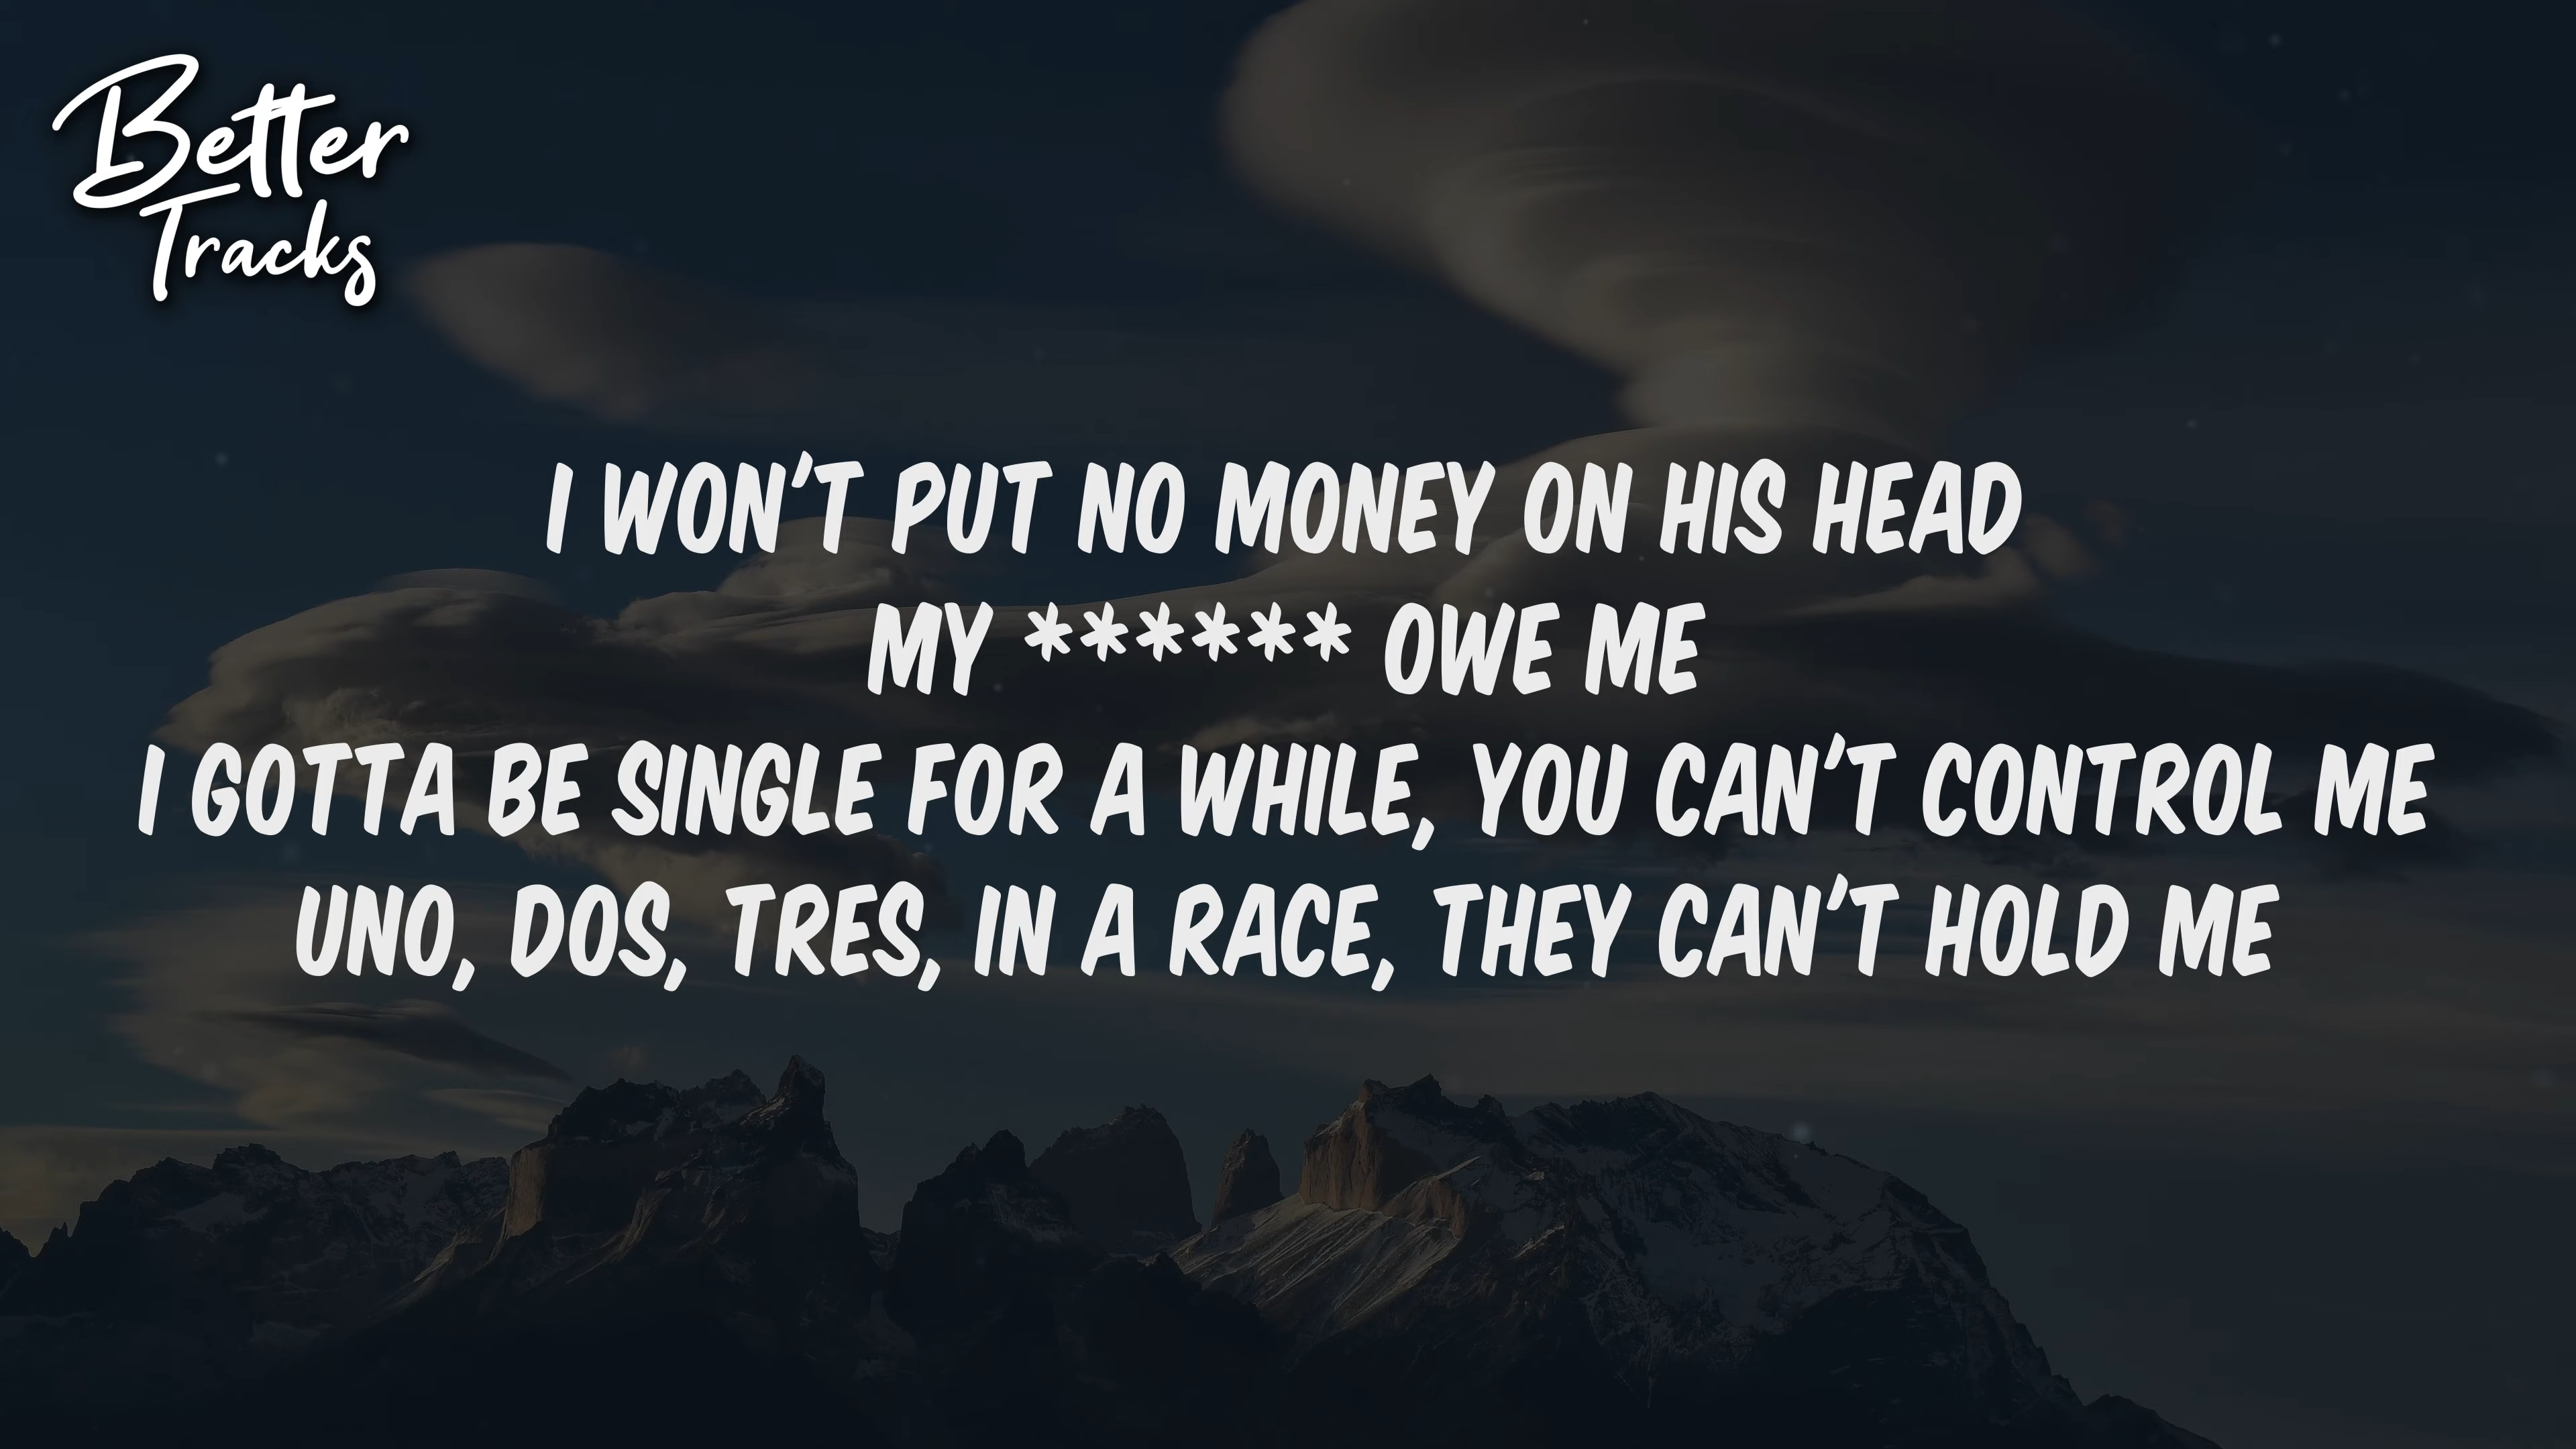 Better
Tracks
I WON'T PUT NO MONEY ON HIS HEAD
MY ****** OWE ME
I GOTTA BE SINGLE FOR A WHILE, YOU CAN'T CONTROL ME
UNO, DOS, TRES, IN A RACE, THEY CAN'T HOLD ME